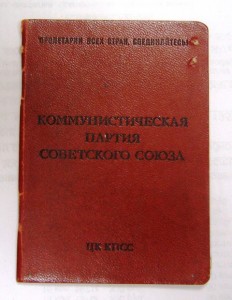 ПРОЛЕТАРИИ ВСЕХ СТРАН, СОЕДИНЯЙТЕСЬ!
КОММУНИСТИЧЕСКАЯ
ПАРТИЯ
СОВЕТСКОГО СОЮЗА
ЦК КПСС